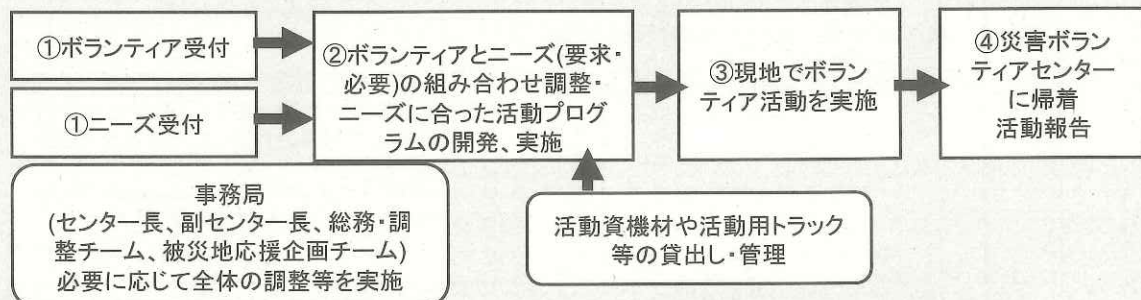 ①ボランティア受付
①ニーズ受付
②ボランティアとニーズ(要求・
必要)の組み合わせ調整・
ニーズに合った活動プログ
ラムの開発、実施
③現地でボラン
ティア活動を実施
④災害ボラン
ティアセンター
に帰着
活動報告
事務局
(センター長、副センター長、総務・調
整チーム、被災地応援企画チーム)
必要に応じて全体の調整等を実施
活動資機材や活動用トラック
等の貸出し・管理